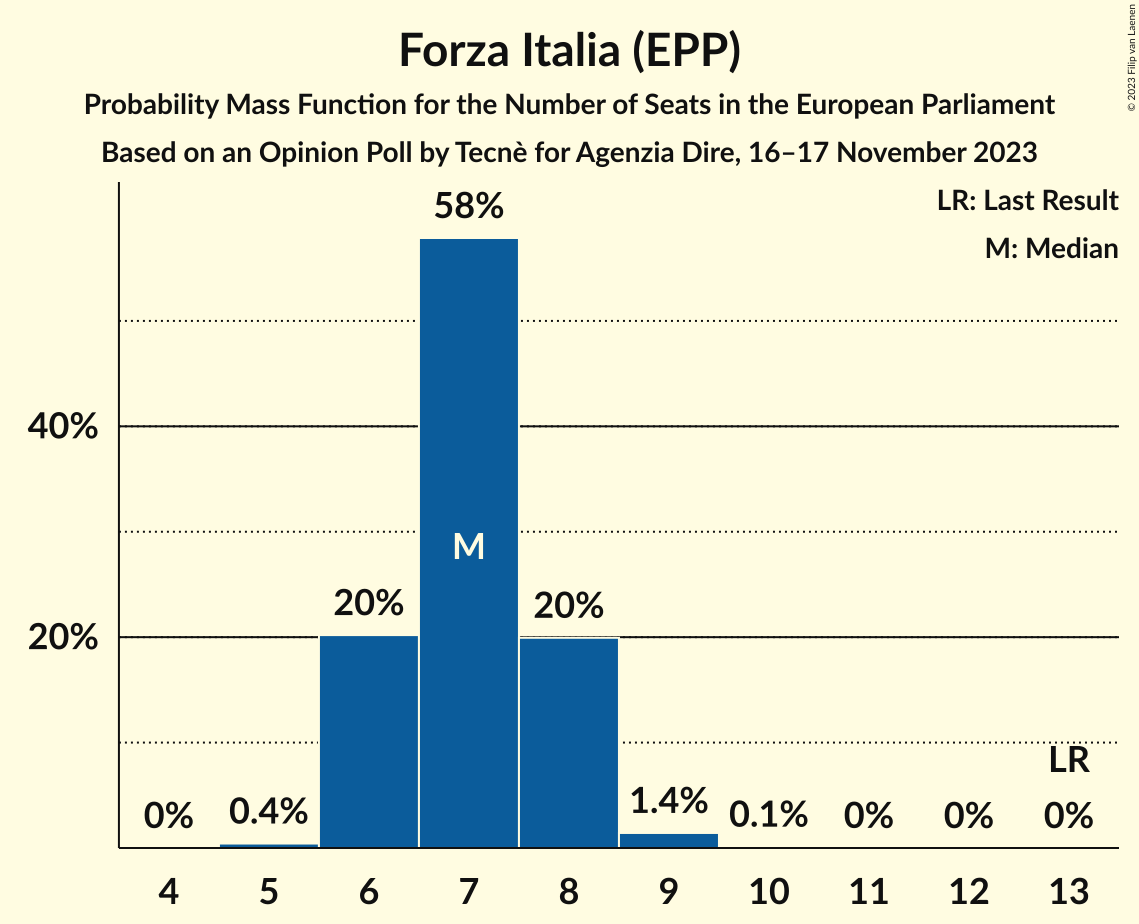 Forza Italia (EPP)
Probability Mass Function for the Number of Seats in the European Parliament
Based on an Opinion Poll by Tecnè for Agenzia Dire, 16–17 November 2023
© 2023 Filip van Laenen
LR: Last Result
M: Median
58%
40%
M
20% 20%
20%
LR
0% 0.4% 1.4% 0.1% 0% 0% 0%
4 5 6 7 8 9 10 11 12 13